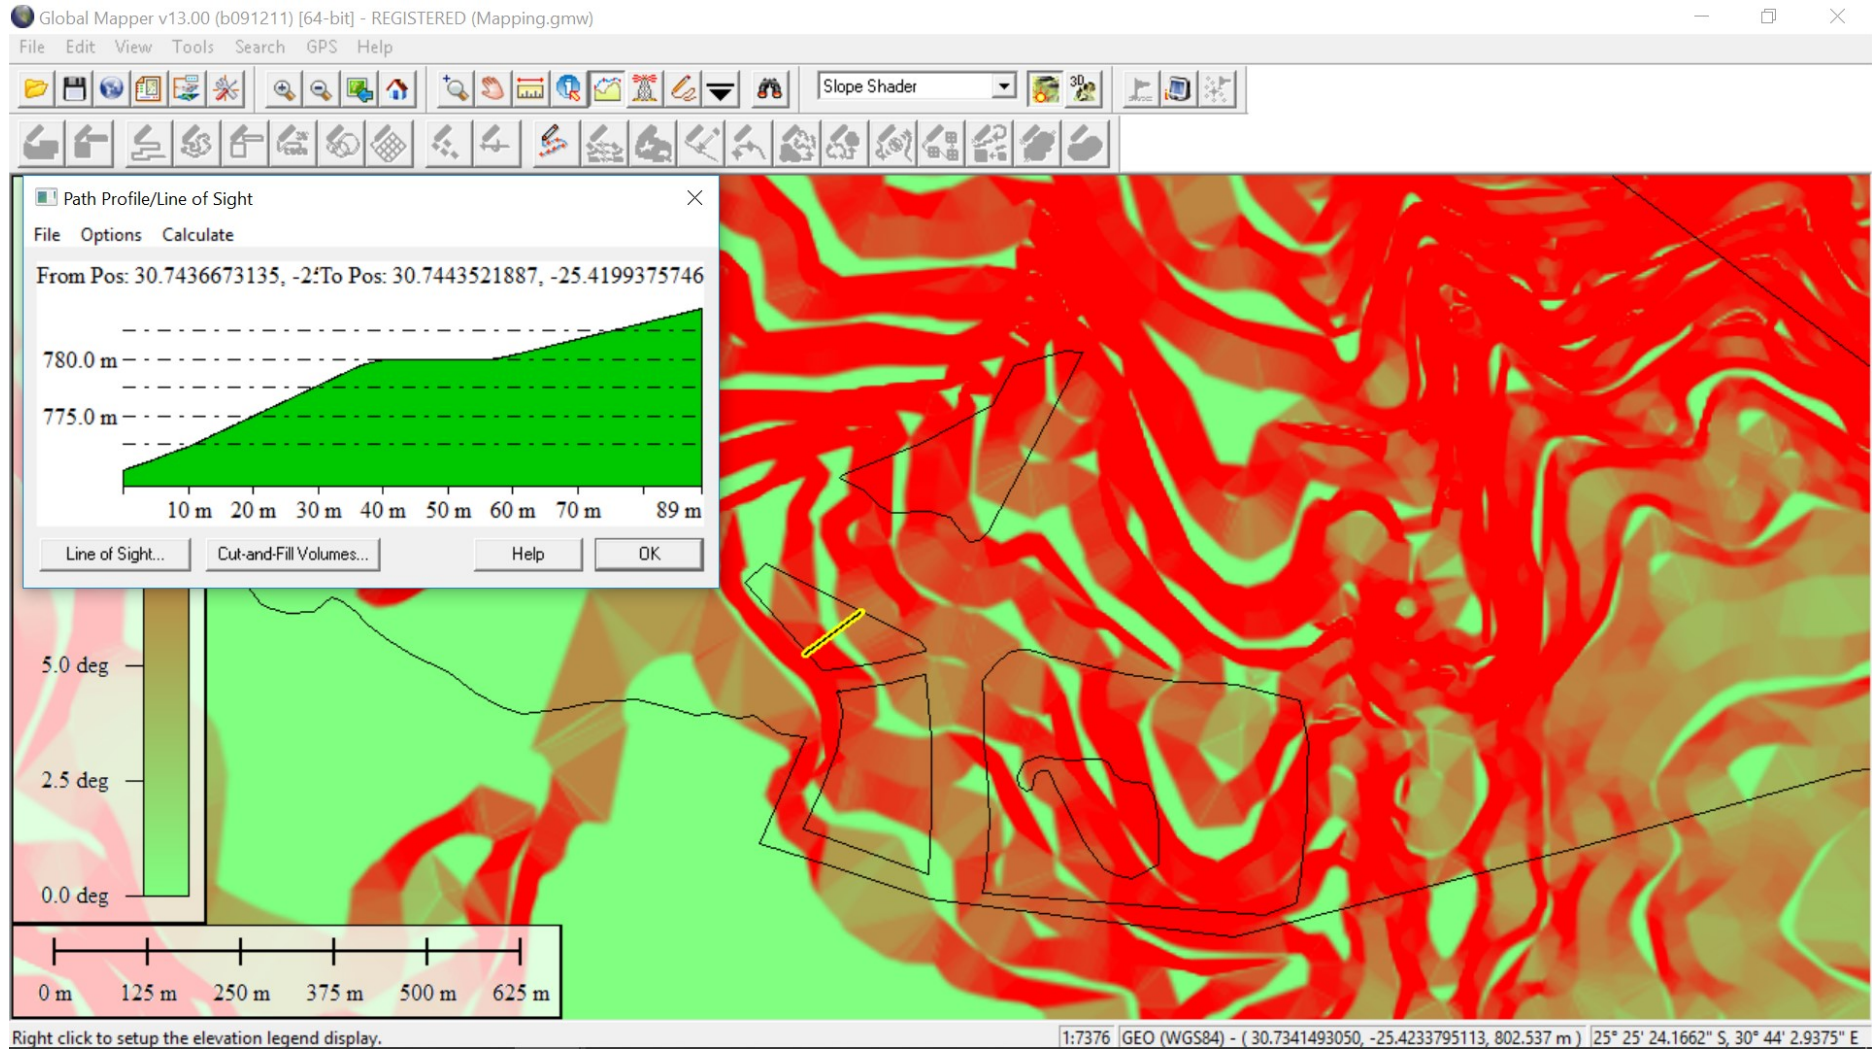 Global Mapper v13.00 (b091211) [64-bit] - REGISTERED (Mapping.gmw)
File Edit View Tools Search GPS Help
Slope Shader
3D
Path Profile/Line of Sight
File Options Calculate
From Pos: 30.7436673135, -25 To Pos: 30.7443521887, -25.4199375746
780.0 m
775.0 m
10 m 20 m 30 m 40 m 50 m 60 m 70 m 89 m
Line of Sight... Cut-and-Fill Volumes... Help OK
5.0 deg
2.5 deg
0.0 deg
0 m 125 m 250 m 375 m 500 m 625 m
Right click to setup the elevation legend display.
1:7376 GEO (WGS84) - ( 30.7341493050, -25.4233795113, 802.537 m ) 25° 25' 24.1662" S, 30° 44' 2.9375" E